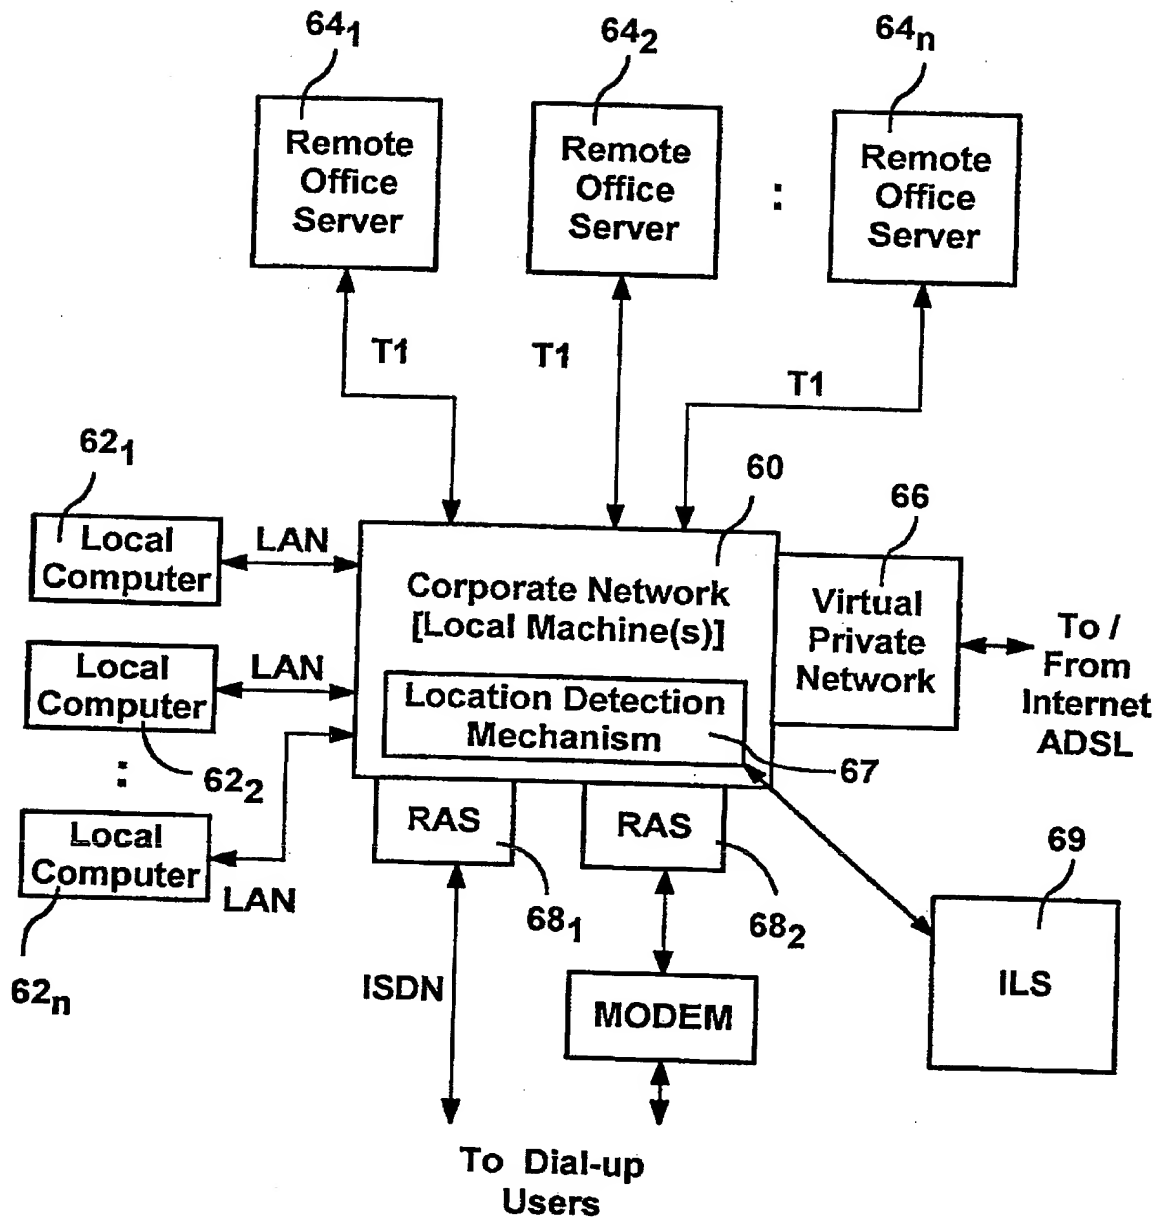 64₁
64₂
64ₙ
Remote
Office
Server
Remote
Office
Server
:
Remote
Office
Server
T1
T1
T1
62₁
60
66
Local
Computer
LAN
Corporate Network
[Local Machine(s)]
Virtual
Private
Network
To /
From
Internet
ADSL
Local
Computer
LAN
Location Detection
Mechanism
62₂
67
:
Local
Computer
LAN
RAS
RAS
69
62ₙ
68₁
68₂
ISDN
MODEM
ILS
To Dial-up
Users